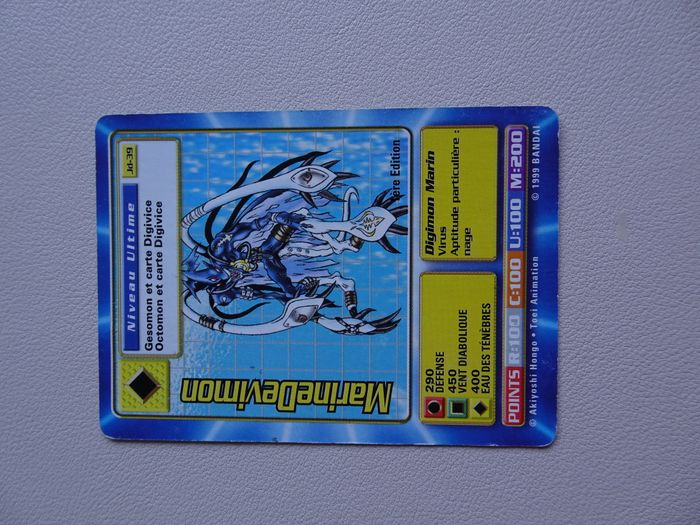 Niveau Ultime
Jd-39
Gesomon et carte Digivice
Octomon et carte Digivice
1ère Edition
MarineDevimon
290
DÉFENSE
450
VENT DIABOLIQUE
400
EAU DES TÉNÈBRES
Digimon Marin
Virus
Aptitude particulière :
nage
POINTS R:100 C:100 U:100 M:200
© Akiyoshi Hongo • Toei Animation © 1999 BANDAI